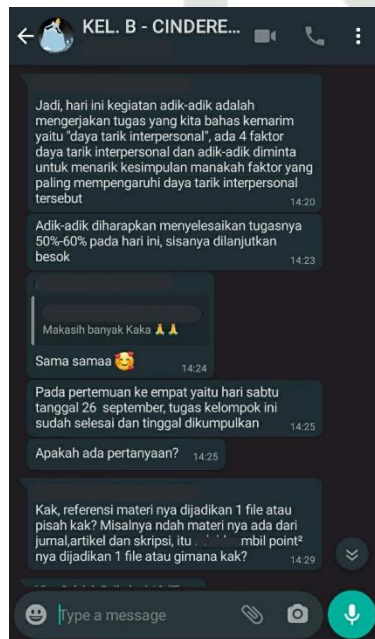 KEL. B - CINDERE...
Jadi, hari ini kegiatan adik-adik adalah
mengerjakan tugas yang kita bahas kemarim
yaitu "daya tarik interpersonal", ada 4 faktor
daya tarik interpersonal dan adik-adik diminta
untuk menarik kesimpulan manakah faktor yang
paling mempengaruhi daya tarik interpersonal
tersebut
14:20
Adik-adik diharapkan menyelesaikan tugasnya
50%-60% pada hari ini, sisanya dilanjutkan
besok
14:23
Makasih banyak Kaka 🙏🙏
Sama samaa 🥰
14:24
Pada pertemuan ke empat yaitu hari sabtu
tanggal 26 september, tugas kelompok ini
sudah selesai dan tinggal dikumpulkan
14:25
Apakah ada pertanyaan?
14:25
Kak, referensi materi nya dijadikan 1 file atau
pisah kak? Misalnya ndah materi nya ada dari
jurnal,artikel dan skripsi, itu mbil point²
nya dijadikan 1 file atau gimana kak?
14:29
Type a message